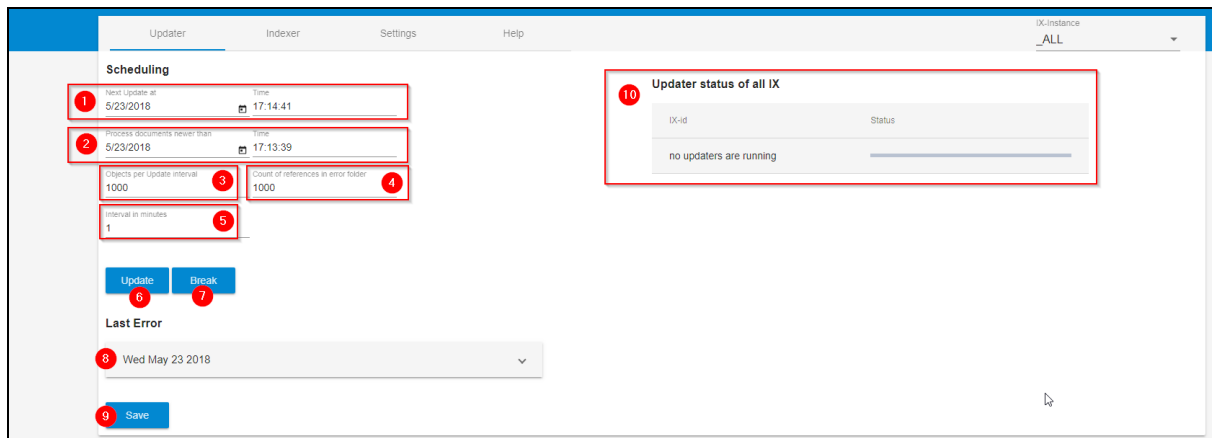 Updater Indexer Settings Help
IX-Instance
_ALL
Scheduling
Next Update at Time
1 5/23/2018 17:14:41
Process documents newer than Time
2 5/23/2018 17:13:39
Objects per Update interval Count of references in error folder
1000 3 1000 4
Interval in minutes
1 5
Update Break
6 7
Last Error
8 Wed May 23 2018
9 Save
10 Updater status of all IX
IX-id Status
no updaters are running